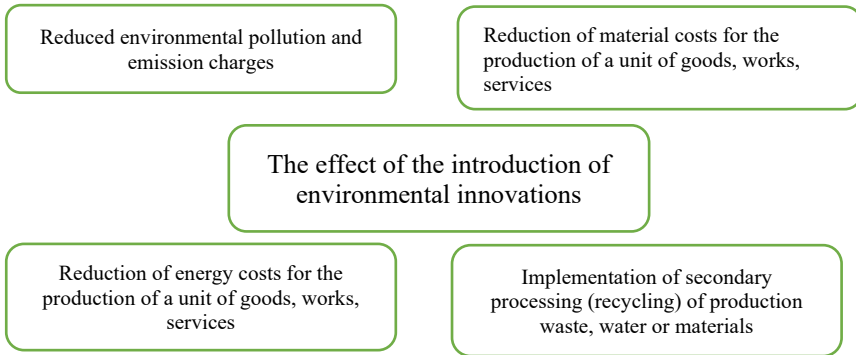 Reduced environmental pollution and
emission charges
Reduction of material costs for the
production of a unit of goods, works,
services
The effect of the introduction of
environmental innovations
Reduction of energy costs for the
production of a unit of goods, works,
services
Implementation of secondary
processing (recycling) of production
waste, water or materials